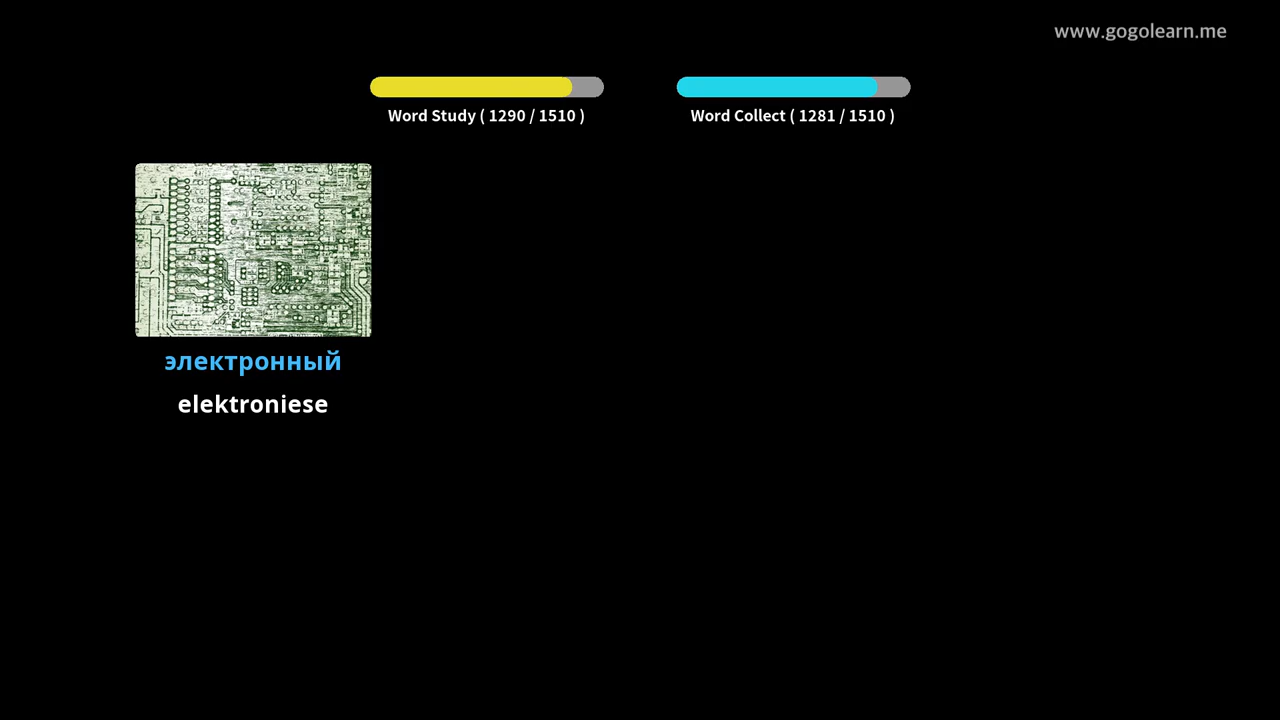 www.gogolearn.me
Word Study ( 1290 / 1510 )
Word Collect ( 1281 / 1510 )
электронный
elektroniese